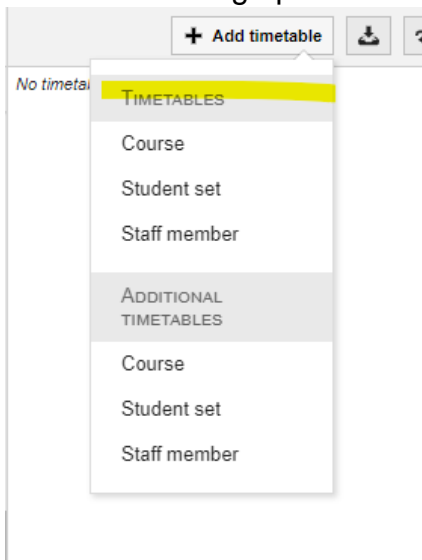 + Add timetable
No timeta
TIMETABLES
Course
Student set
Staff member
ADDITIONAL
TIMETABLES
Course
Student set
Staff member